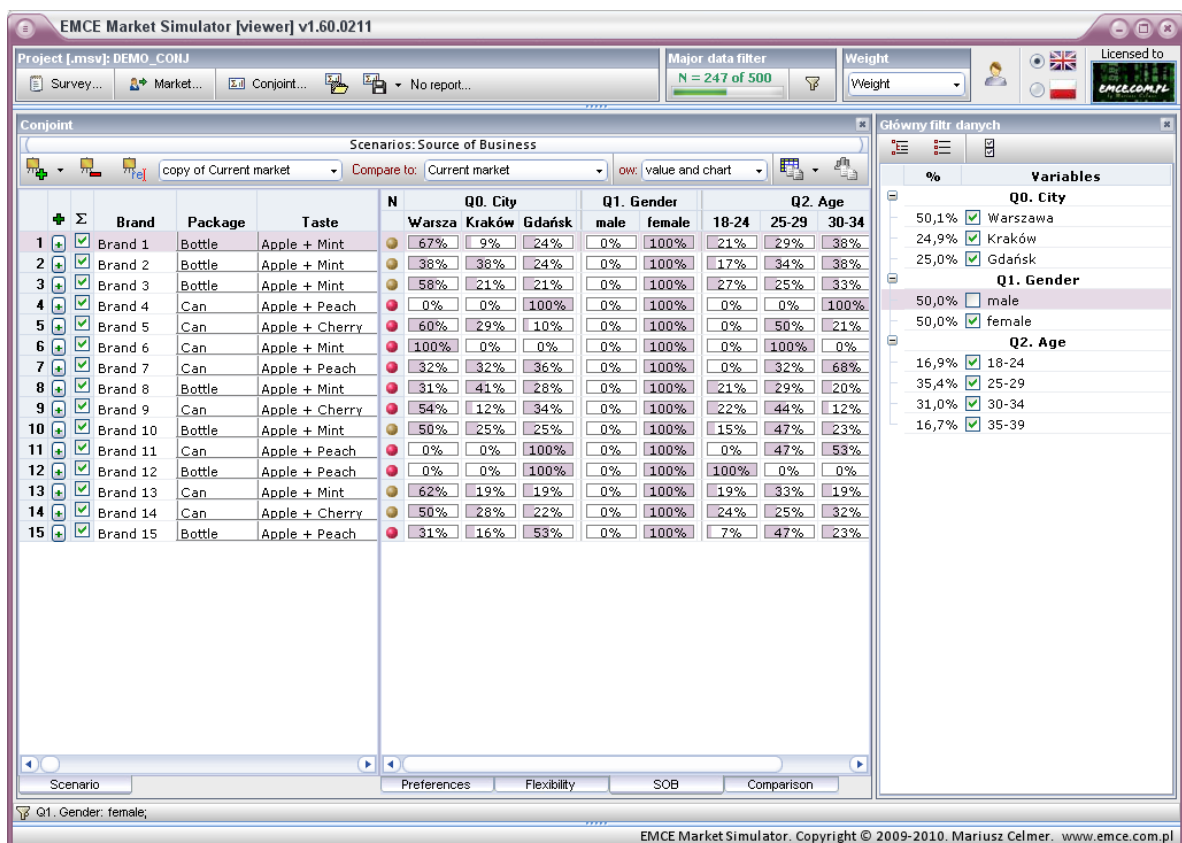 EMCE Market Simulator [viewer] v1.60.0211
Project [.msv]: DEMO_CONJ
Major data filter
Weight
Licensed to
Survey...
Market...
Conjoint...
No report...
N = 247 of 500
Weight
EMCE.COM.PL
Conjoint
Scenarios: Source of Business
copy of Current market
Compare to:
Current market
ow:
value and chart
N Q0. City Q1. Gender Q2. Age
Σ Brand Package Taste Warsza Kraków Gdańsk male female 18-24 25-29 30-34
1 Brand 1 Bottle Apple + Mint 67% 9% 24% 0% 100% 21% 29% 38%
2 Brand 2 Bottle Apple + Mint 38% 38% 24% 0% 100% 17% 34% 38%
3 Brand 3 Bottle Apple + Mint 58% 21% 21% 0% 100% 27% 25% 33%
4 Brand 4 Can Apple + Peach 0% 0% 100% 0% 100% 0% 0% 100%
5 Brand 5 Can Apple + Cherry 60% 29% 10% 0% 100% 0% 50% 21%
6 Brand 6 Can Apple + Mint 100% 0% 0% 0% 100% 0% 100% 0%
7 Brand 7 Can Apple + Peach 32% 32% 36% 0% 100% 0% 32% 68%
8 Brand 8 Bottle Apple + Mint 31% 41% 28% 0% 100% 21% 29% 20%
9 Brand 9 Can Apple + Cherry 54% 12% 34% 0% 100% 22% 44% 12%
10 Brand 10 Bottle Apple + Mint 50% 25% 25% 0% 100% 15% 47% 23%
11 Brand 11 Can Apple + Peach 0% 0% 100% 0% 100% 0% 47% 53%
12 Brand 12 Bottle Apple + Peach 0% 0% 100% 0% 100% 100% 0% 0%
13 Brand 13 Can Apple + Mint 62% 19% 19% 0% 100% 19% 33% 19%
14 Brand 14 Can Apple + Cherry 50% 28% 22% 0% 100% 24% 25% 32%
15 Brand 15 Bottle Apple + Peach 31% 16% 53% 0% 100% 7% 47% 23%
Scenario
Preferences
Flexibility
SOB
Comparison
Główny filtr danych
% Variables
Q0. City
50,1% Warszawa
24,9% Kraków
25,0% Gdańsk
Q1. Gender
50,0% male
50,0% female
Q2. Age
16,9% 18-24
35,4% 25-29
31,0% 30-34
16,7% 35-39
Q1. Gender: female;
EMCE Market Simulator. Copyright © 2009-2010. Mariusz Celmer. www.emce.com.pl